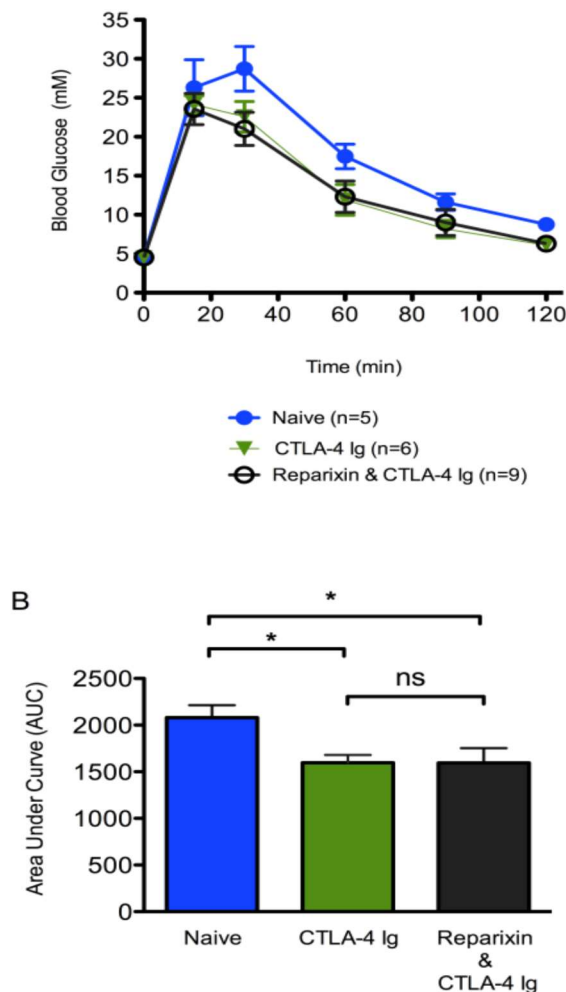 35
30
25
20
15
10
5
0
Blood Glucose (mM)
0 20 40 60 80 100 120
Time (min)
Naive (n=5)
CTLA-4 Ig (n=6)
Reparixin & CTLA-4 Ig (n=9)
B
*
*
ns
2500
2000
1500
1000
500
0
Area Under Curve (AUC)
Naive CTLA-4 Ig Reparixin
&
CTLA-4 Ig